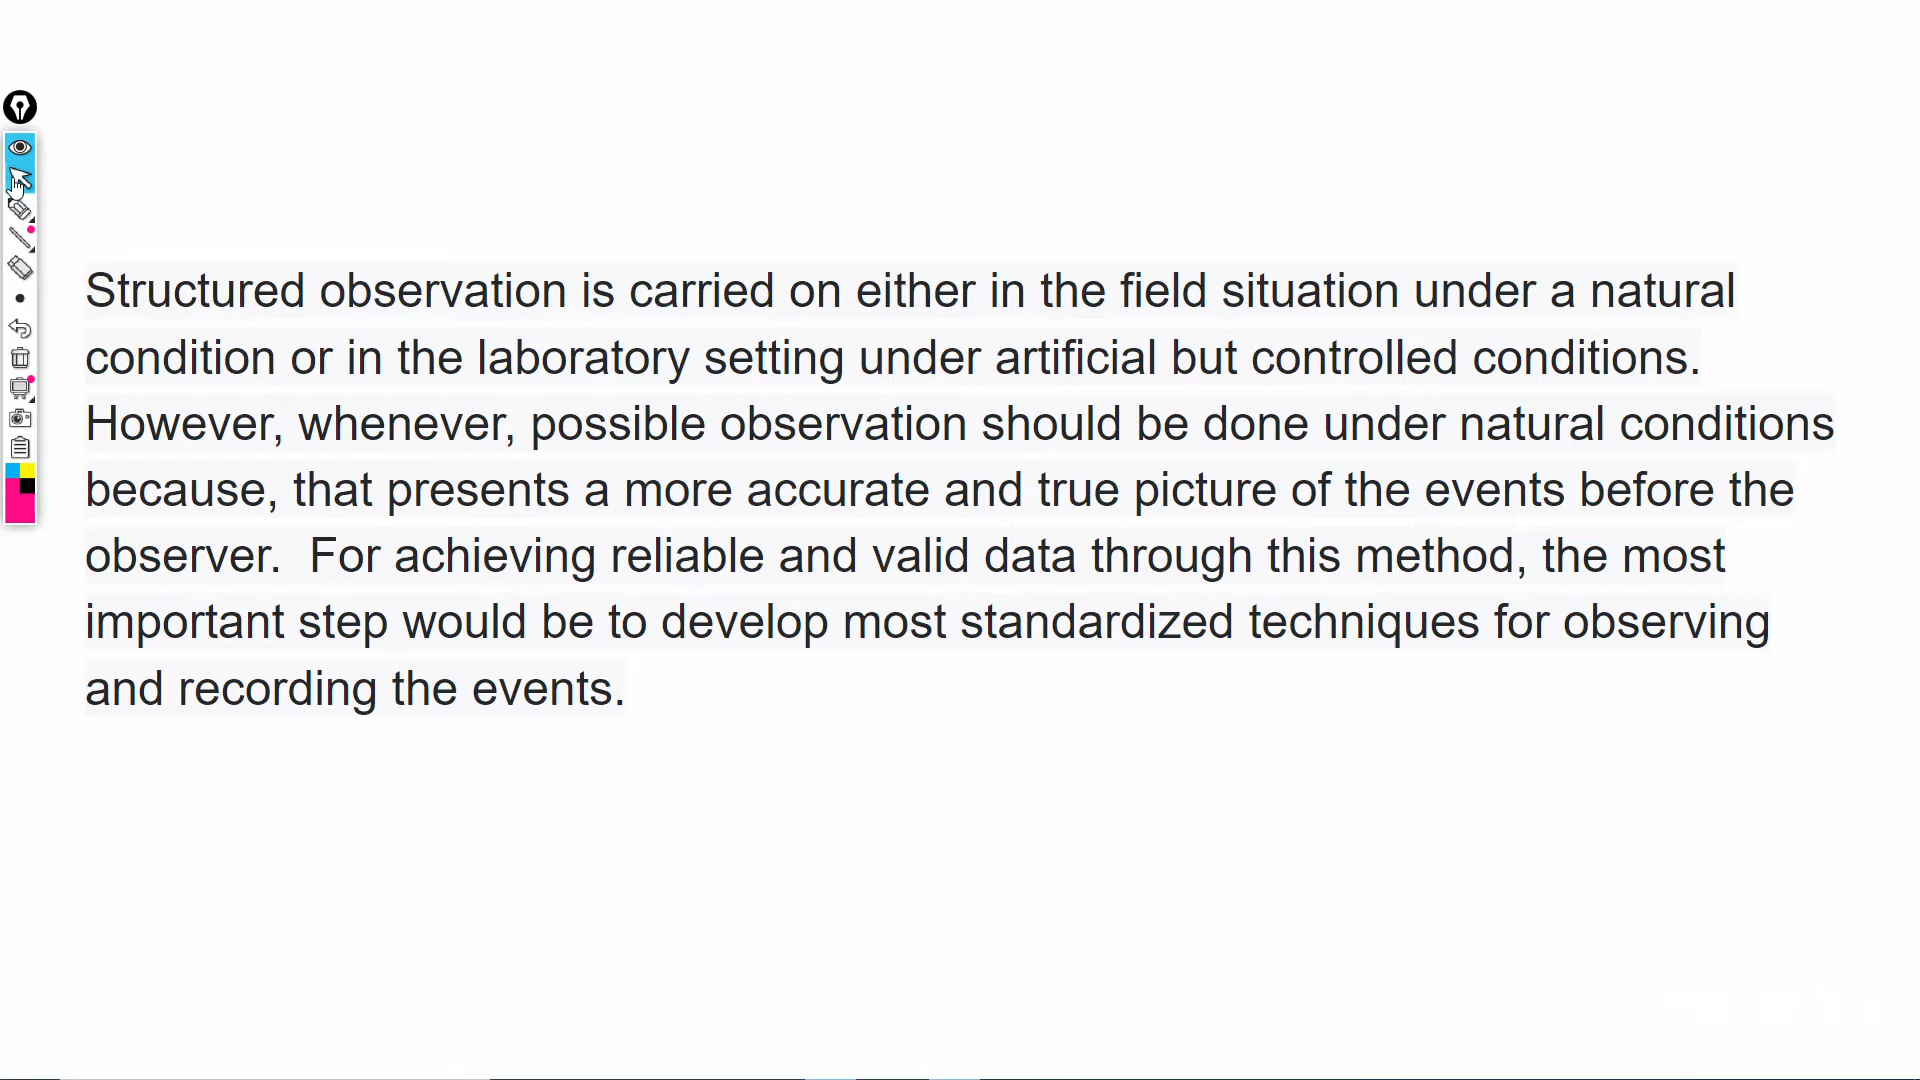 Structured observation is carried on either in the field situation under a natural
condition or in the laboratory setting under artificial but controlled conditions.
However, whenever, possible observation should be done under natural conditions
because, that presents a more accurate and true picture of the events before the
observer.  For achieving reliable and valid data through this method, the most
important step would be to develop most standardized techniques for observing
and recording the events.